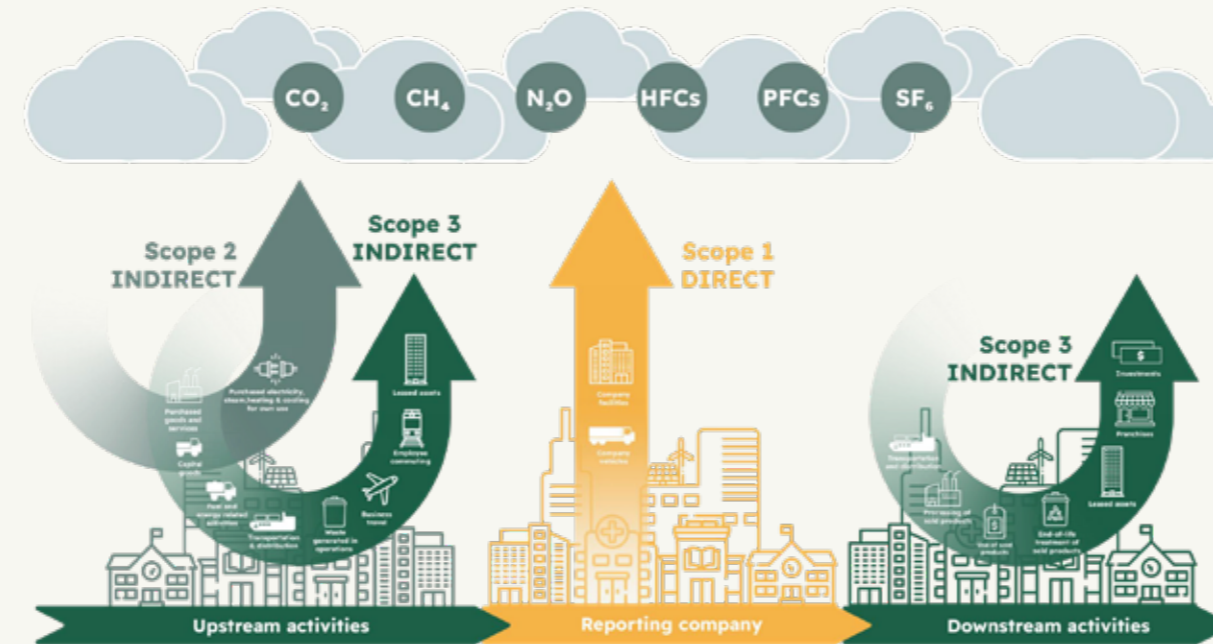 CO₂
CH₄
N₂O
HFCs
PFCs
SF₆
Scope 2
INDIRECT
Scope 3
INDIRECT
Scope 1
DIRECT
Scope 3
INDIRECT
Purchased electricity,
steam, heating & cooling
for own use
Purchased
goods and
services
Capital
goods
Fuel and
energy related
activities
Transportation
& distribution
Waste
generated in
operations
Business
travel
Employee
commuting
Leased assets
Company
facilities
Company
vehicles
Transportation
and distribution
Processing of
sold products
Use of sold
products
End-of-life
treatment of
sold products
Leased assets
Franchises
Investments
Upstream activities
Reporting company
Downstream activities